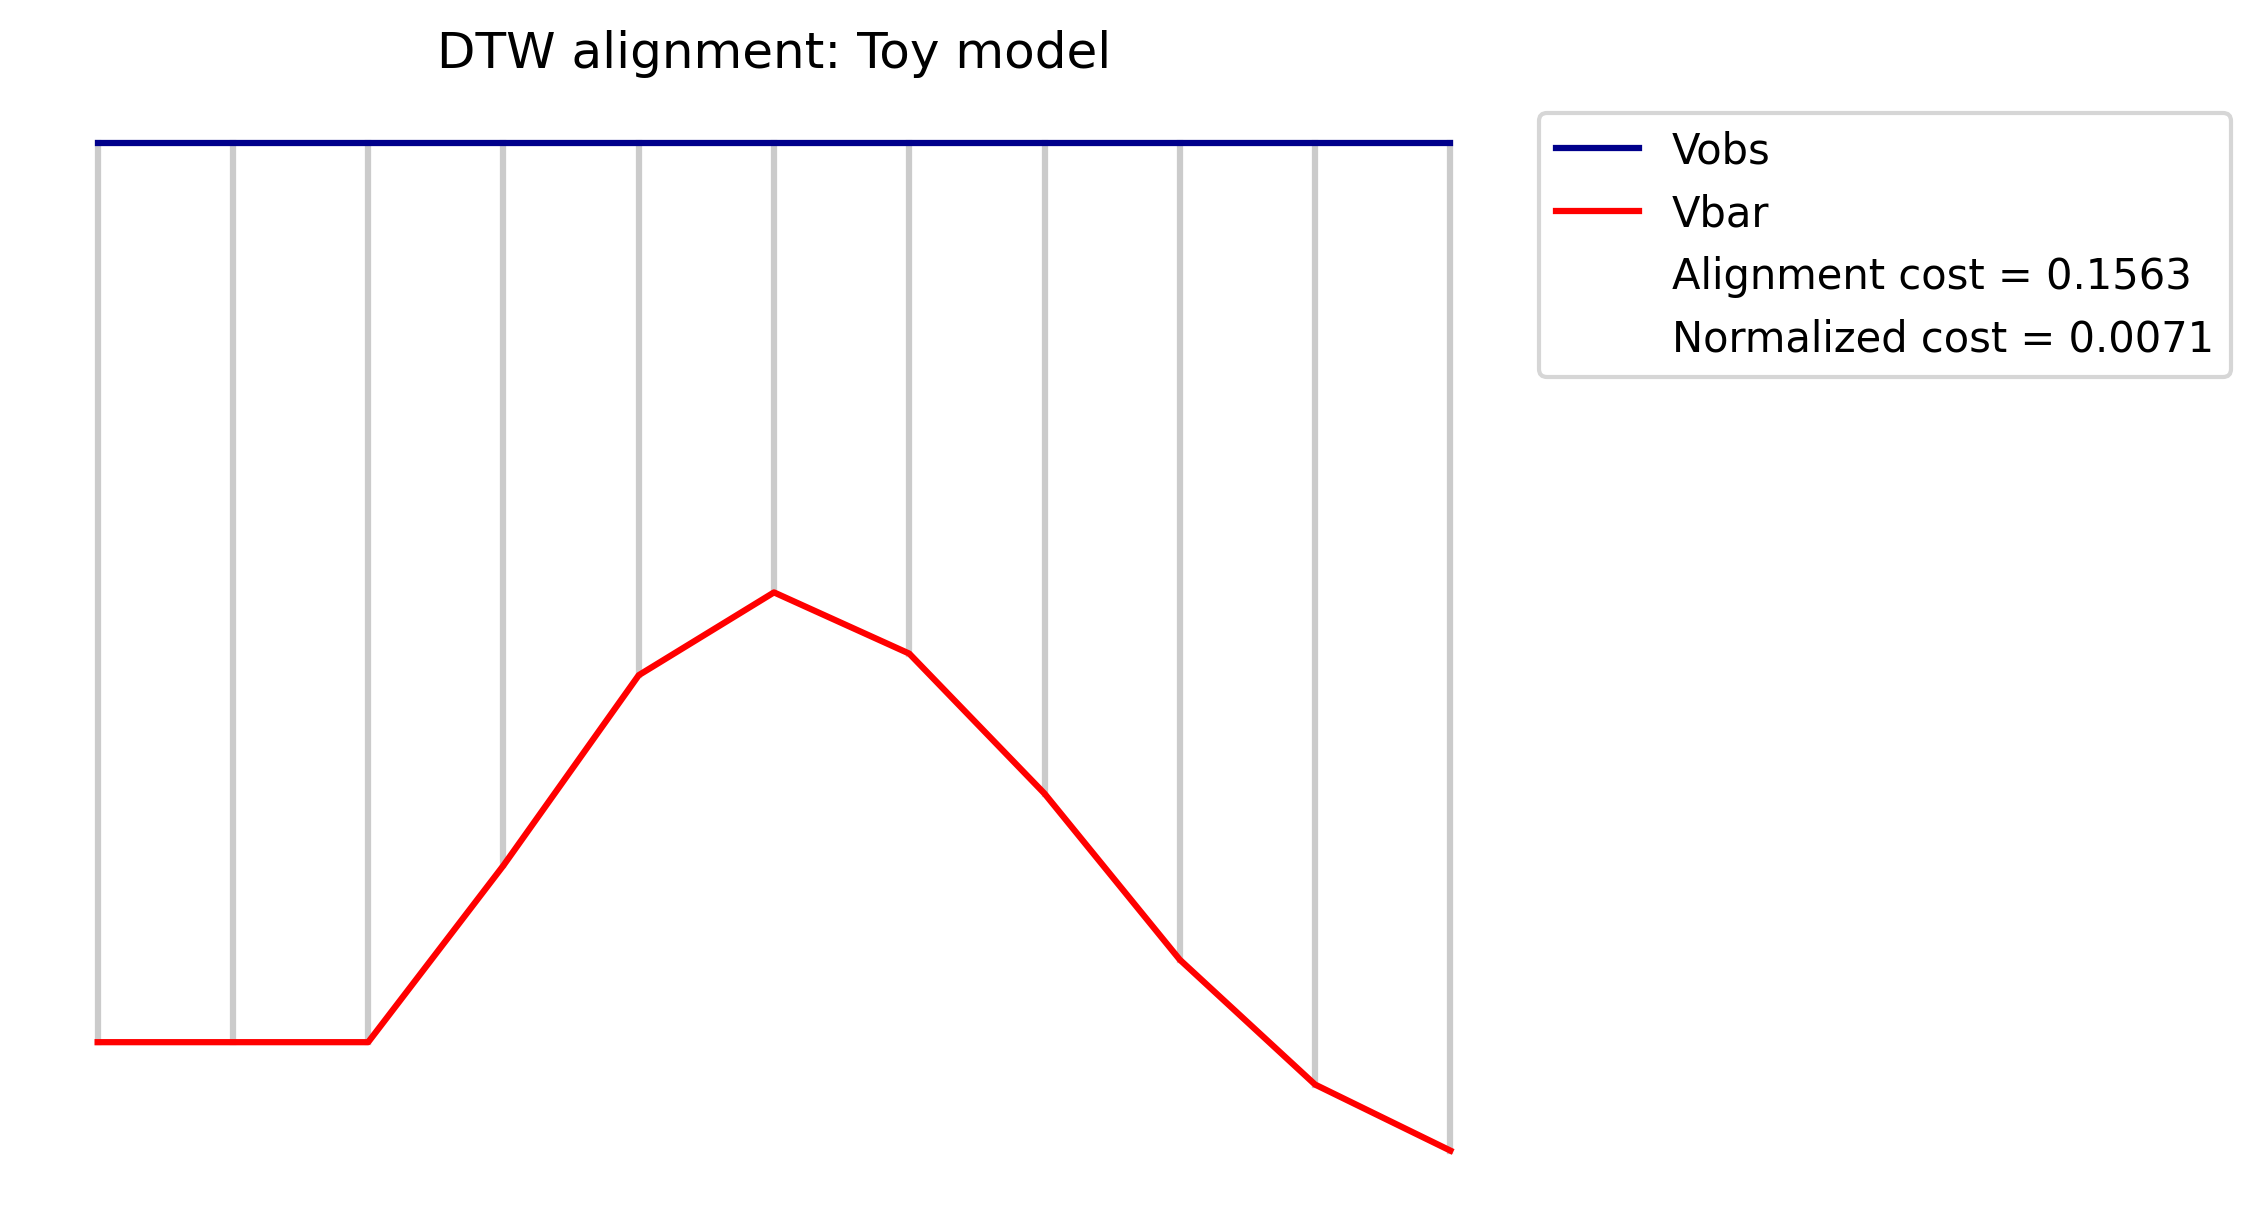 DTW alignment: Toy model
Vobs
Vbar
Alignment cost = 0.1563
Normalized cost = 0.0071